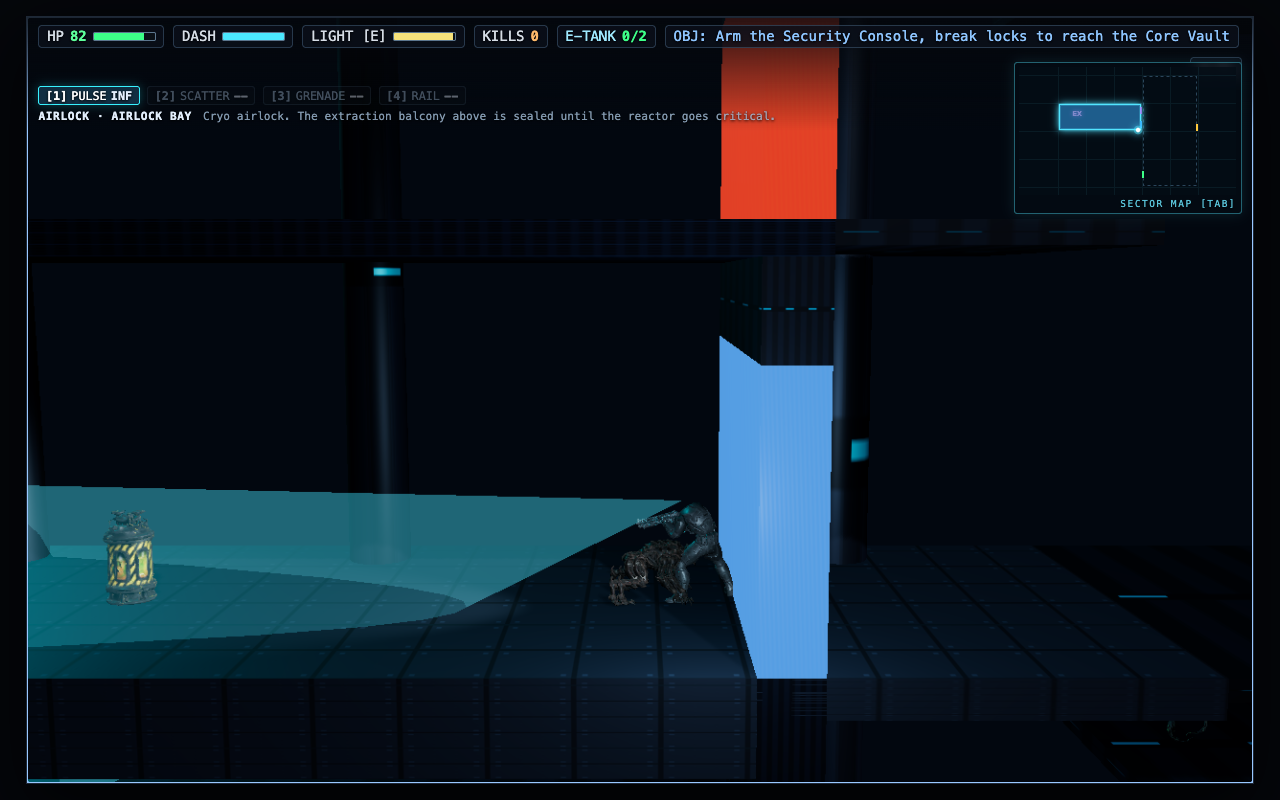 HP 82 DASH LIGHT [E] KILLS 0 E-TANK 0/2 OBJ: Arm the Security Console, break locks to reach the Core Vault
[1] PULSE INF [2] SCATTER —— [3] GRENADE —— [4] RAIL ——
AIRLOCK · AIRLOCK BAY Cryo airlock. The extraction balcony above is sealed until the reactor goes critical.
EX
SECTOR MAP [TAB]